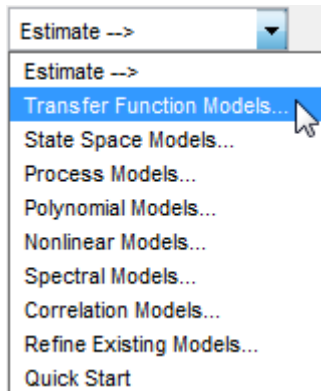 Estimate -->
Estimate -->
Transfer Function Models...
State Space Models...
Process Models...
Polynomial Models...
Nonlinear Models...
Spectral Models...
Correlation Models...
Refine Existing Models...
Quick Start